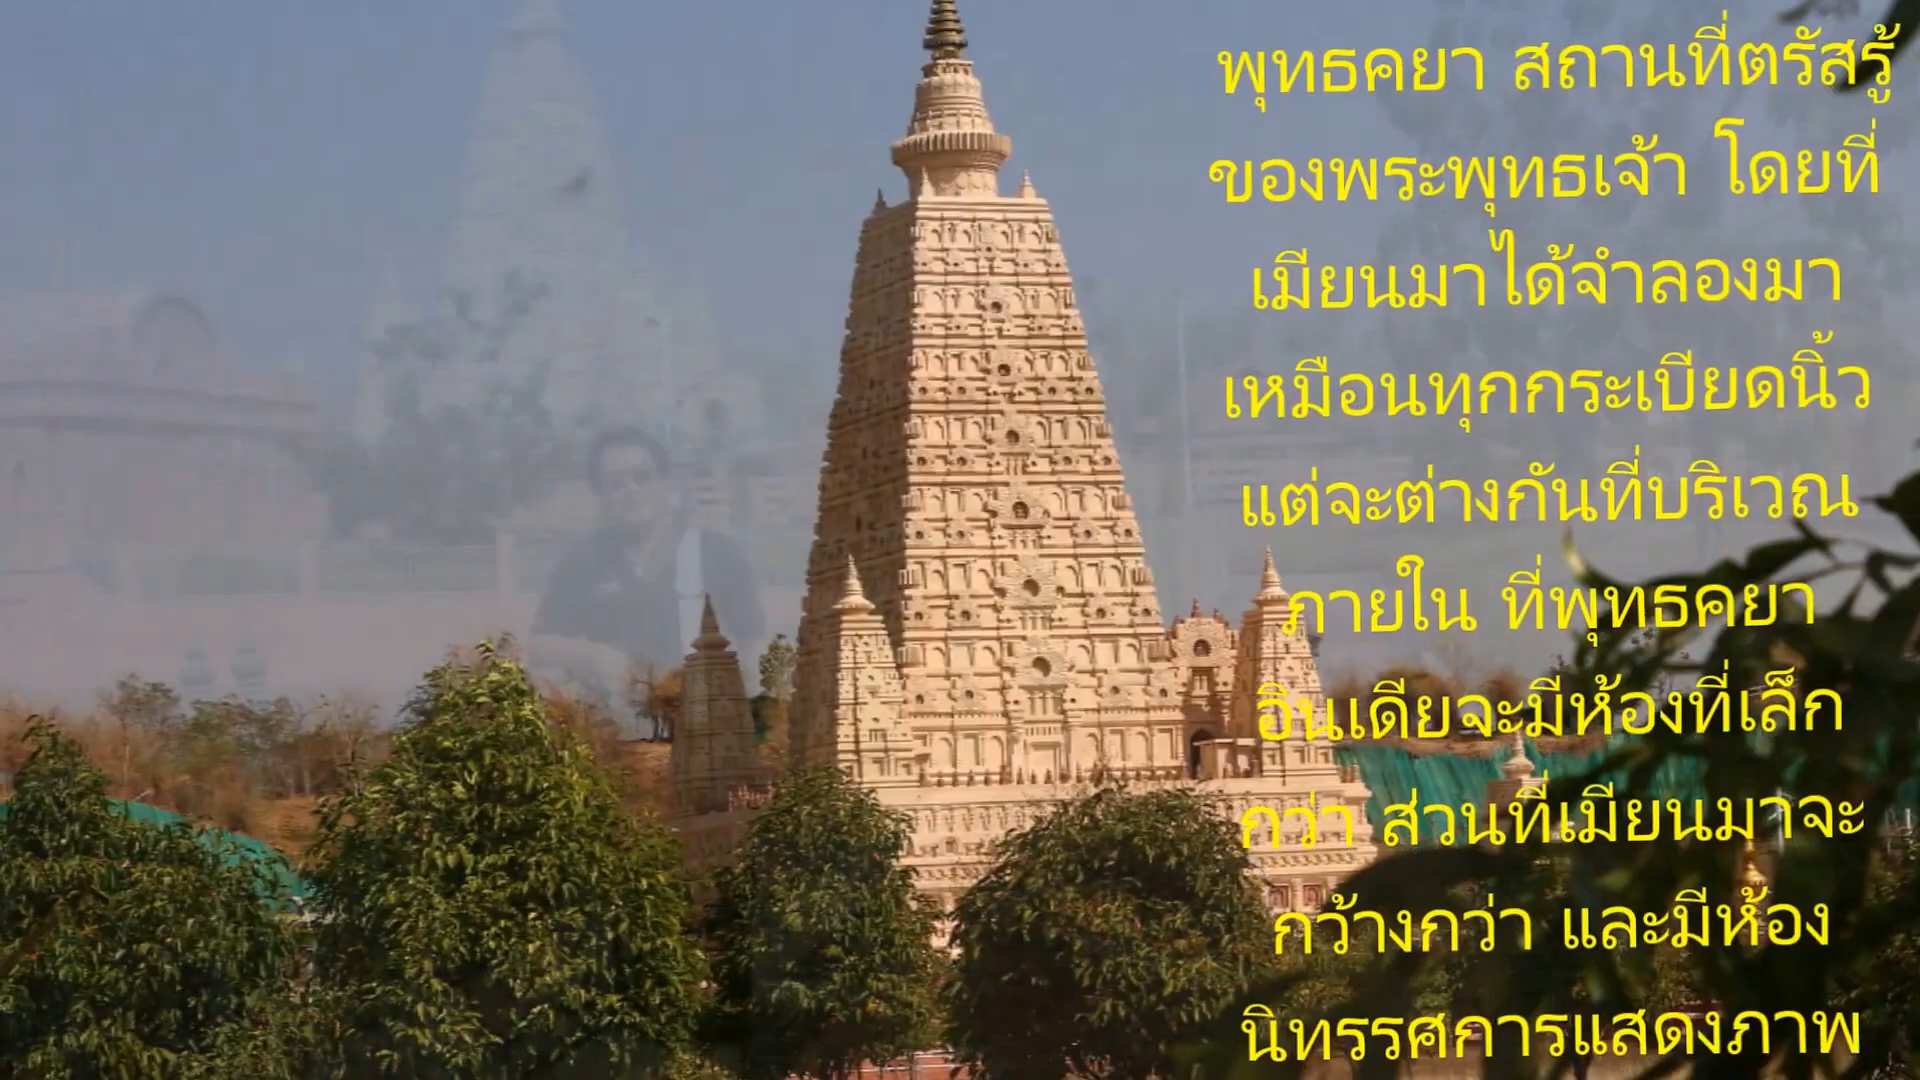 พุทธคยา สถานที่ตรัสรู้
ของพระพุทธเจ้า โดยที่
เมียนมาได้จำลองมา
เหมือนทุกกระเบียดนิ้ว
แต่จะต่างกันที่บริเวณ
ภายใน ที่พุทธคยา
อินเดียจะมีห้องที่เล็ก
กว่า ส่วนที่เมียนมาจะ
กว้างกว่า และมีห้อง
นิทรรศการแสดงภาพ